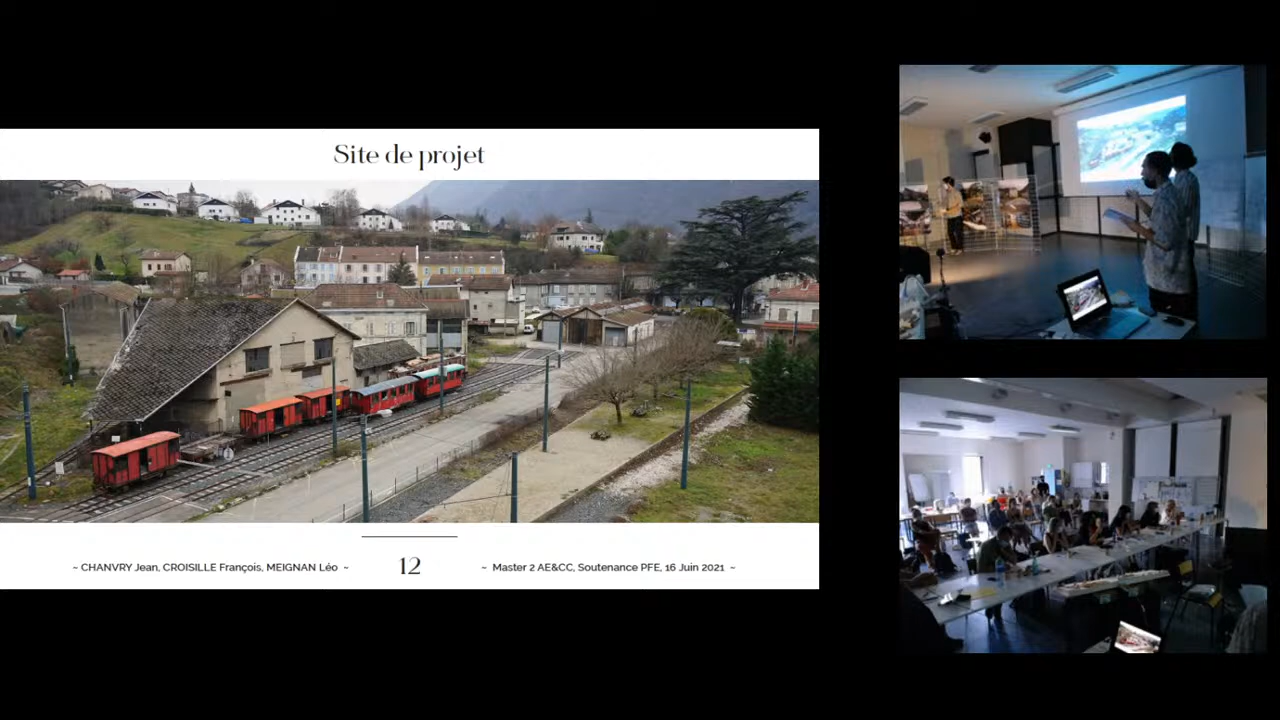 Site de projet
~ CHANVRY Jean, CROISILLE François, MEIGNAN Léo ~
12
~ Master 2 AE&CC, Soutenance PFE, 16 Juin 2021 ~